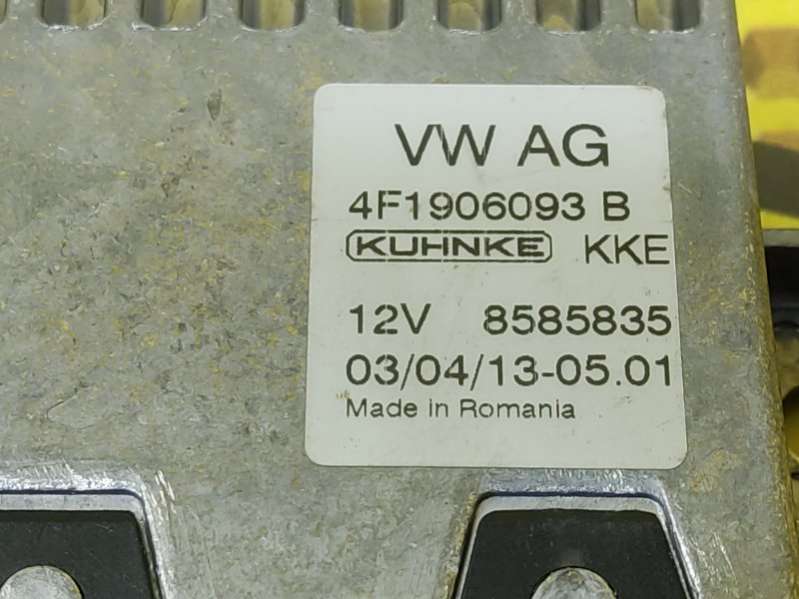 VW AG
4F1906093 B
KUHNKE KKE
12V 8585835
03/04/13-05.01
Made in Romania